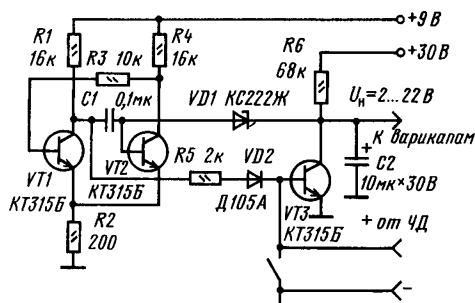 +9 В
R1
16к
R3 10к
R4
16к
R6
68к
+30 В
C1
0,1мк
VD1 КС222Ж
Uн=2...22В
К варикапам
VT1
КТ315Б
VT2
КТ315Б
R5 2к
VD2
Д105А
VT3
КТ315Б
+
C2
10мк×30В
R2
200
+ от ЧД
−